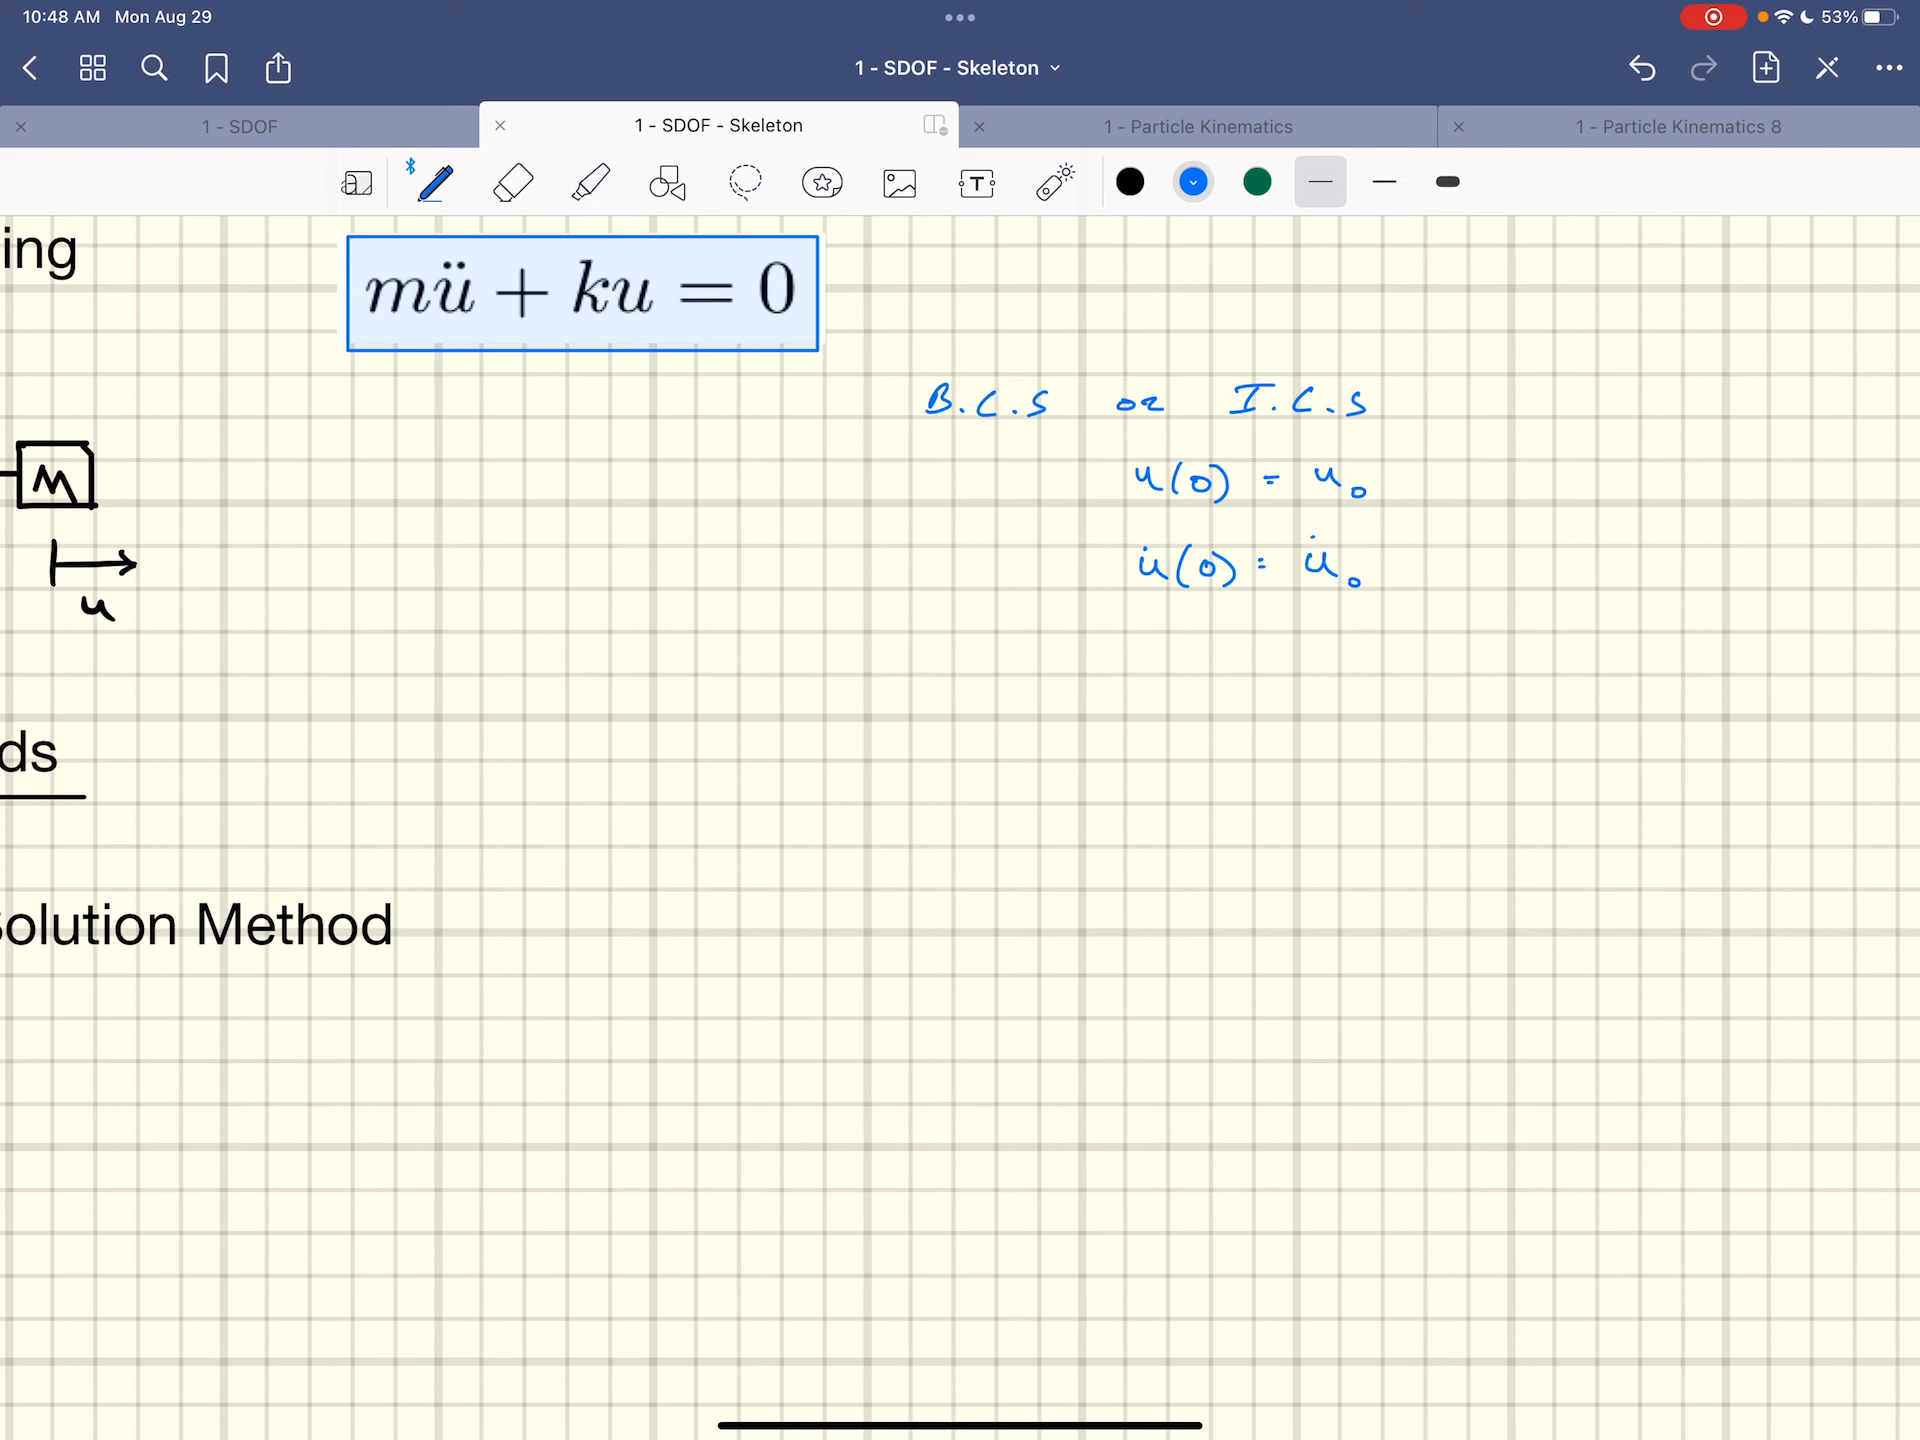 10:48 AM Mon Aug 29
53%
1 - SDOF - Skeleton
1 - SDOF
1 - SDOF - Skeleton
1 - Particle Kinematics
1 - Particle Kinematics 8
ing
mü + ku = 0
B.C.S or I.C.S
M
u(0) = u₀
u̇(0) = u̇₀
u
ds
Solution Method